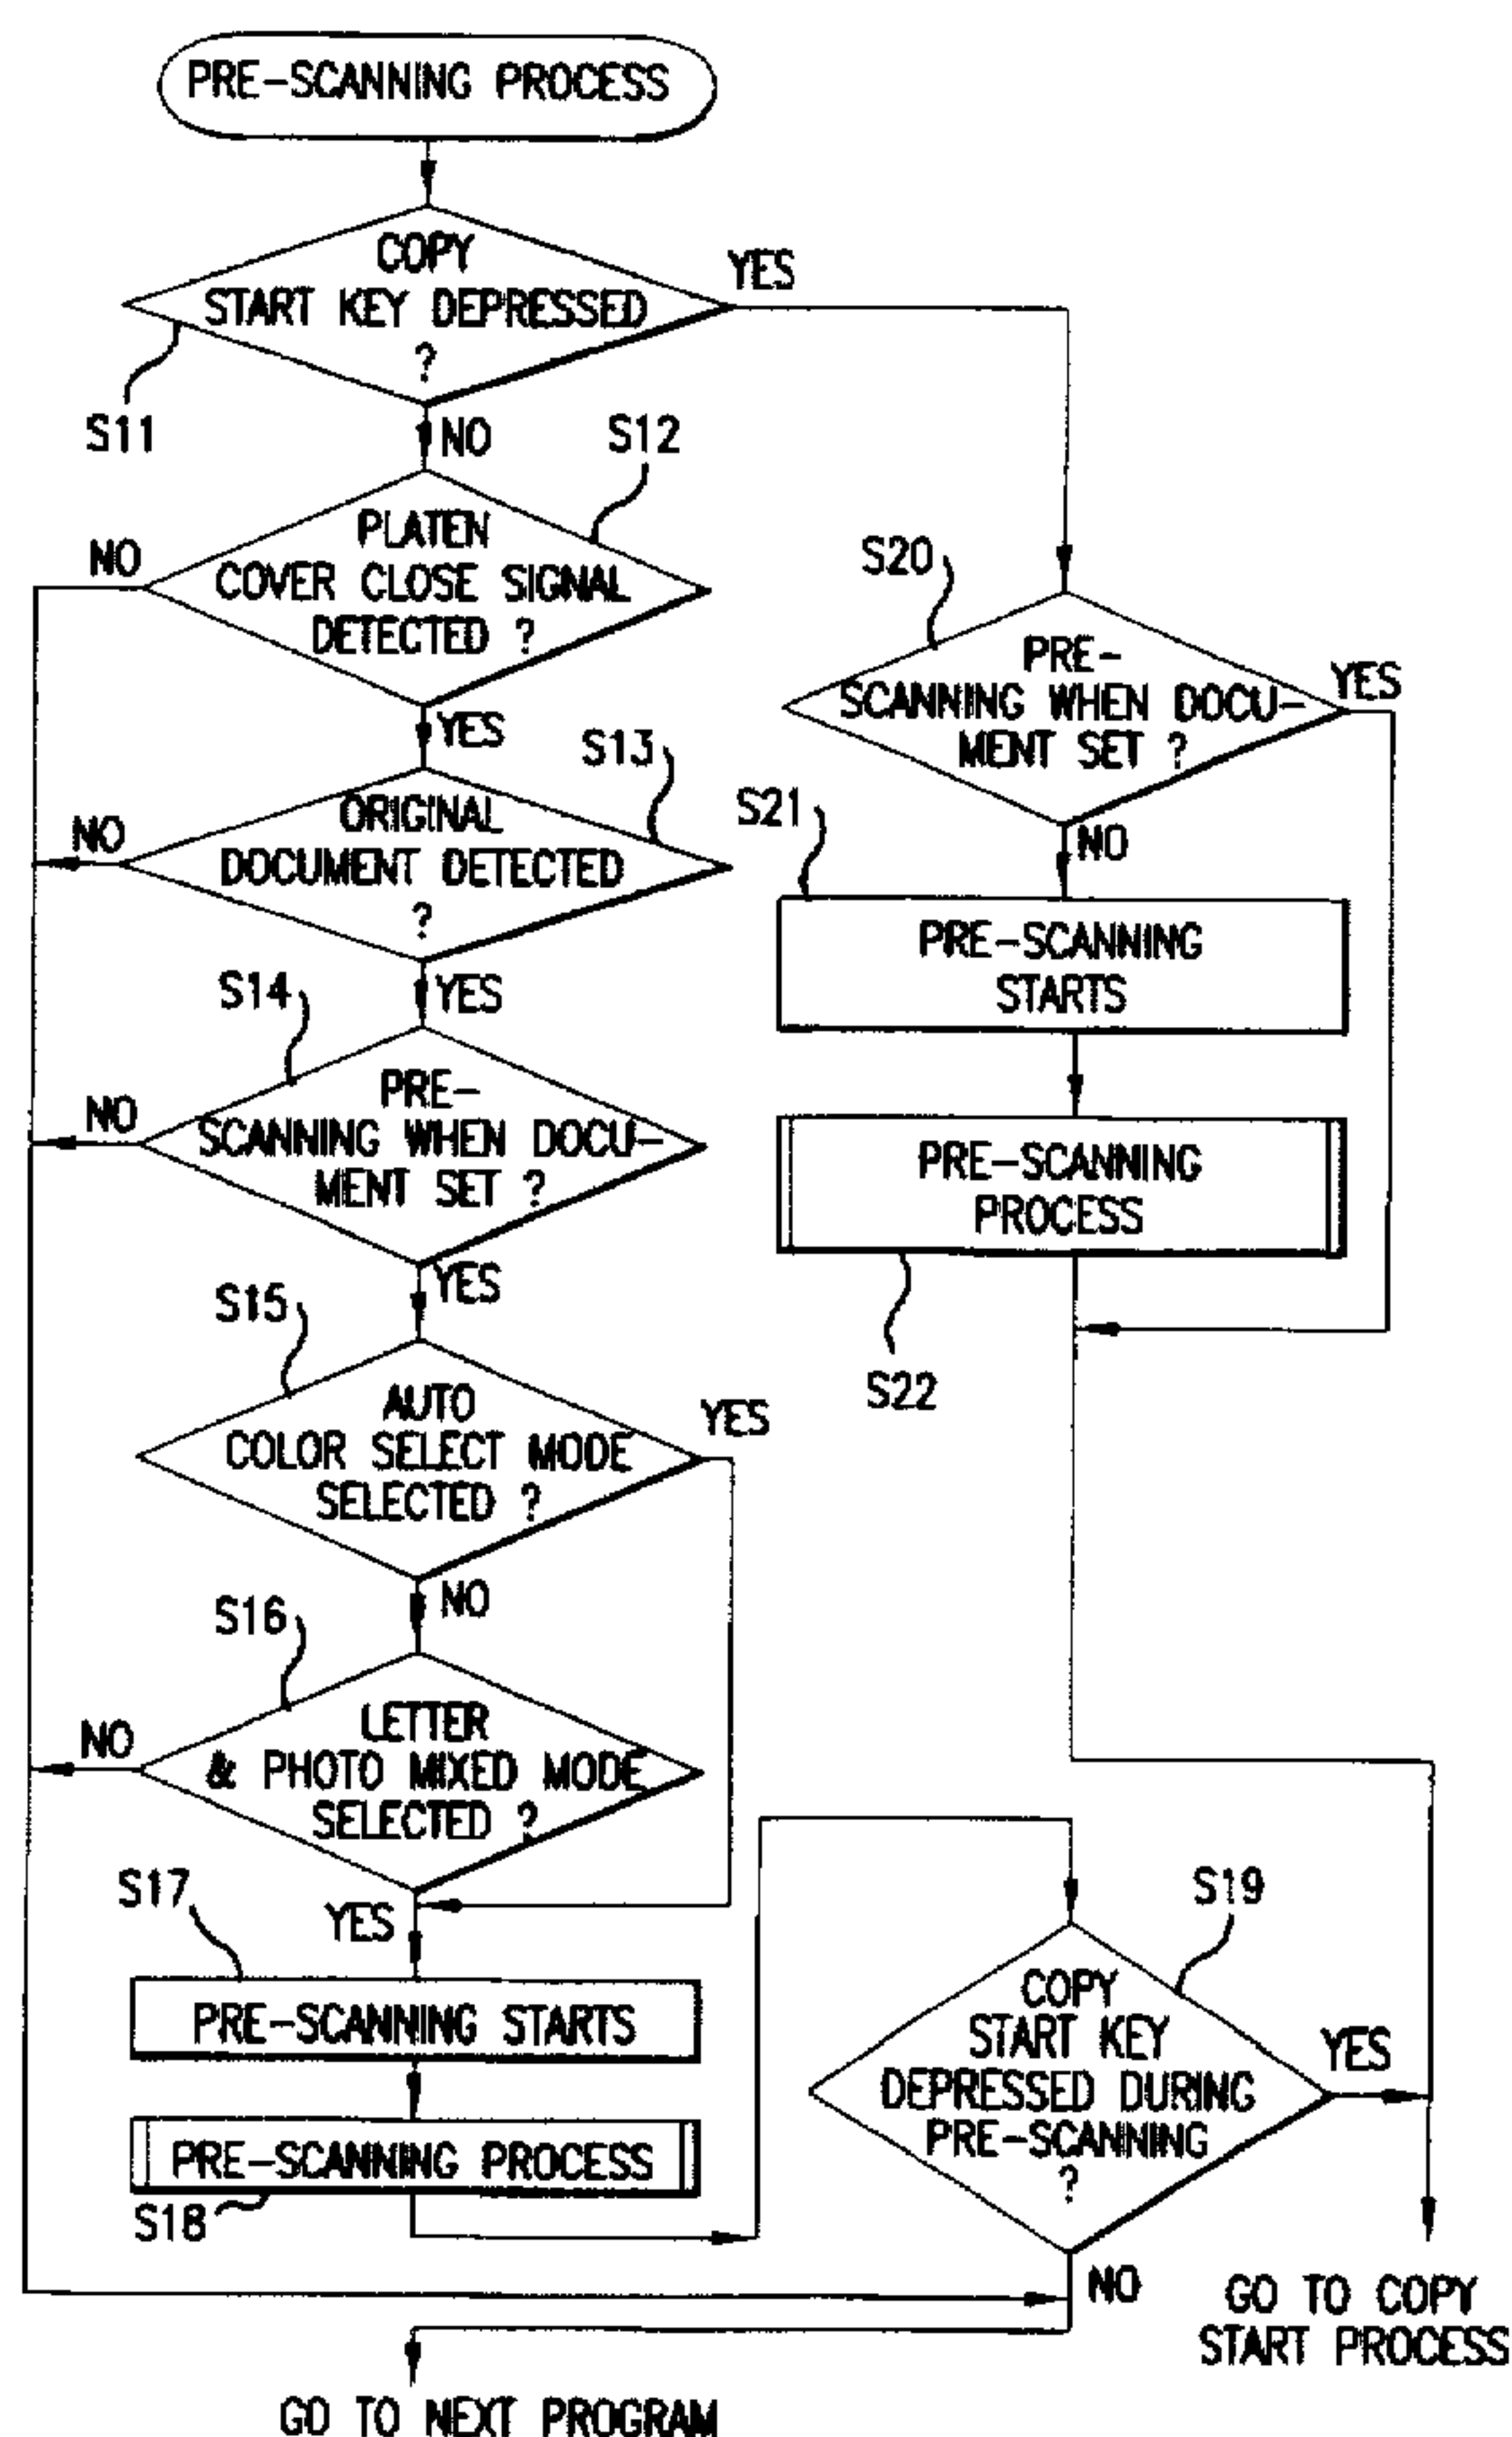 PRE-SCANNING PROCESS
COPY
START KEY DEPRESSED
?
YES
S11
NO
S12
PLATEN
COVER CLOSE SIGNAL
DETECTED ?
NO
YES
S13
ORIGINAL
DOCUMENT DETECTED
?
NO
YES
S14
PRE-
SCANNING WHEN DOCU-
MENT SET ?
NO
YES
S15
AUTO
COLOR SELECT MODE
SELECTED ?
YES
NO
S16
LETTER
& PHOTO MIXED MODE
SELECTED ?
NO
YES
S17
PRE-SCANNING STARTS
PRE-SCANNING PROCESS
S18
S20
PRE-
SCANNING WHEN DOCU-
MENT SET ?
YES
NO
S21
PRE-SCANNING
STARTS
PRE-SCANNING
PROCESS
S22
S19
COPY
START KEY
DEPRESSED DURING
PRE-SCANNING
?
YES
NO
GO TO COPY
START PROCESS
GO TO NEXT PROGRAM